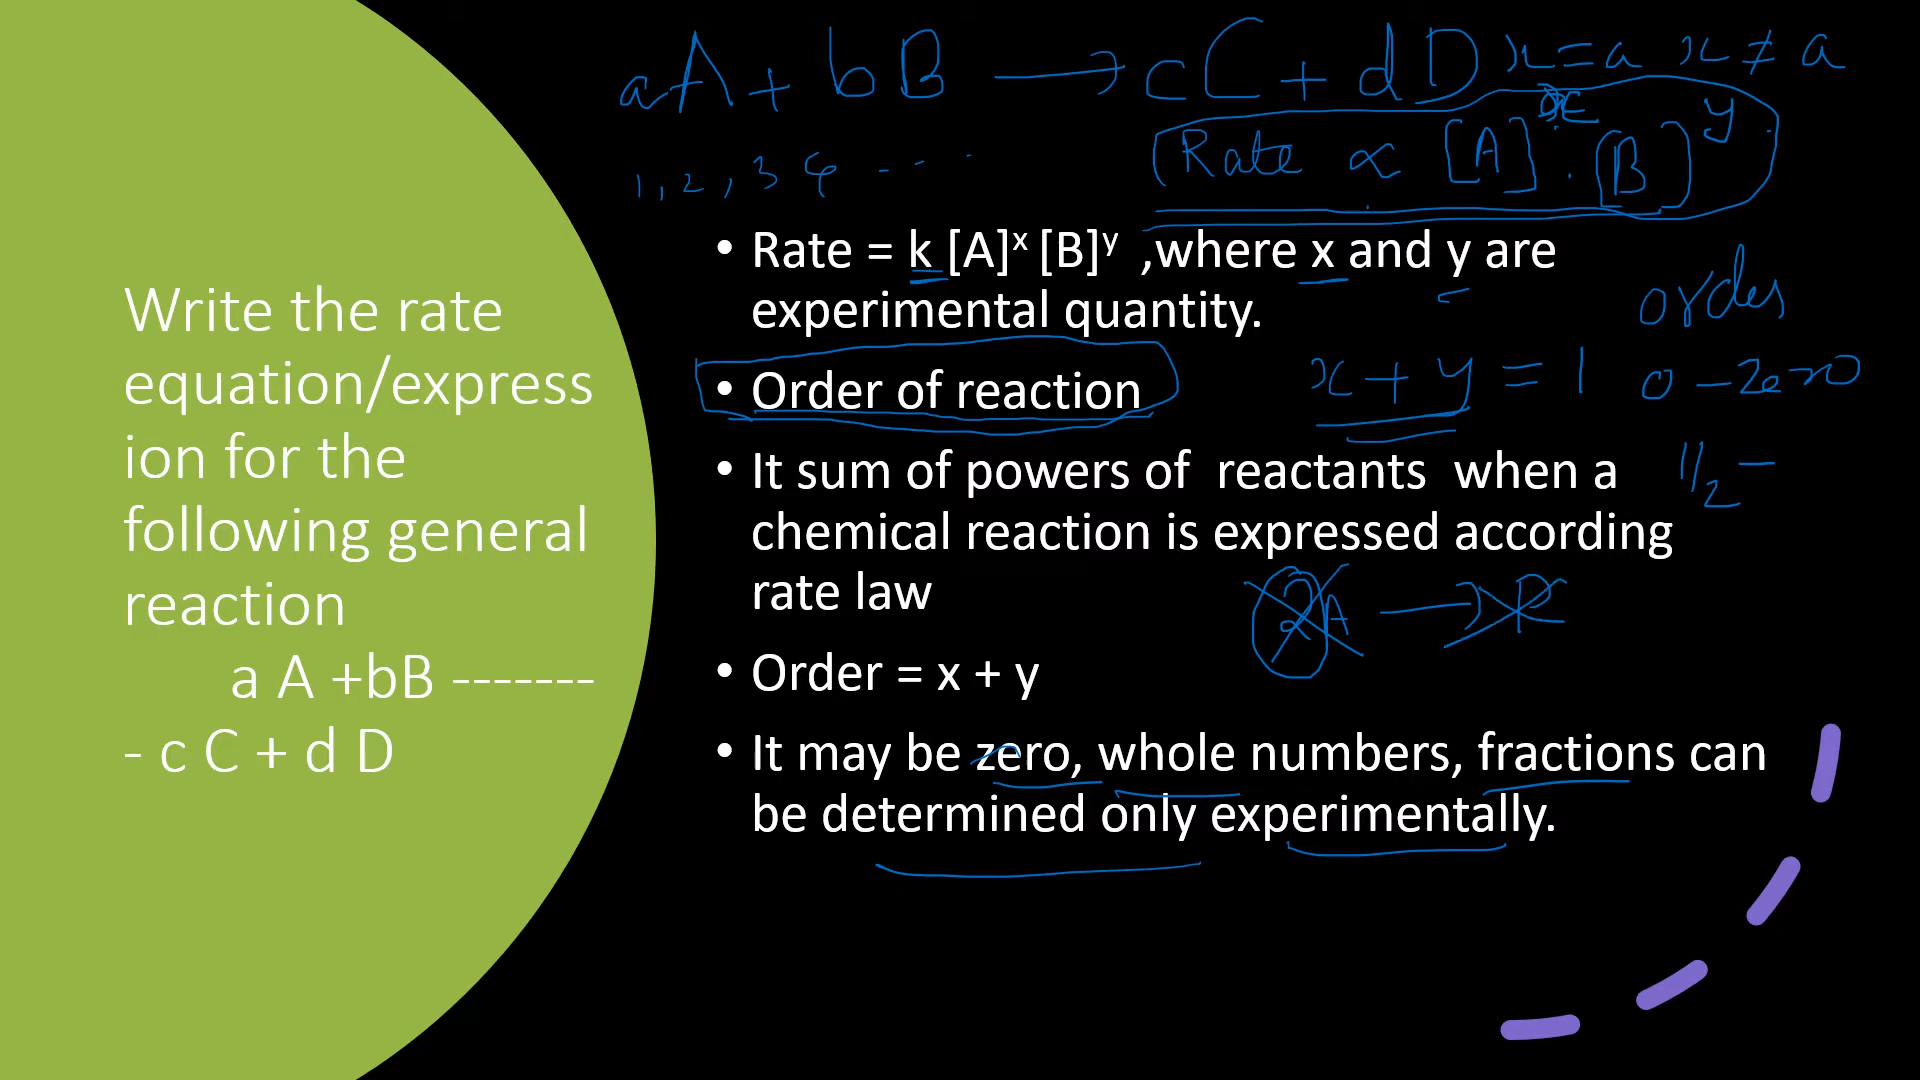 Write the rate
equation/express
ion for the
following general
reaction
a A +bB -------
- c C + d D
aA + bB → cC + dD x = a x ≠ a
1, 2, 3 4 - - -
Rate ∝ [A]ˣ . [B]ʸ
• Rate = k [A]ˣ [B]ʸ ,where x and y are
experimental quantity.
order
• Order of reaction
x + y = 1 0 - zero
• It sum of powers of reactants when a
1/2 -
chemical reaction is expressed according
rate law
2A → R
• Order = x + y
• It may be zero, whole numbers, fractions can
be determined only experimentally.